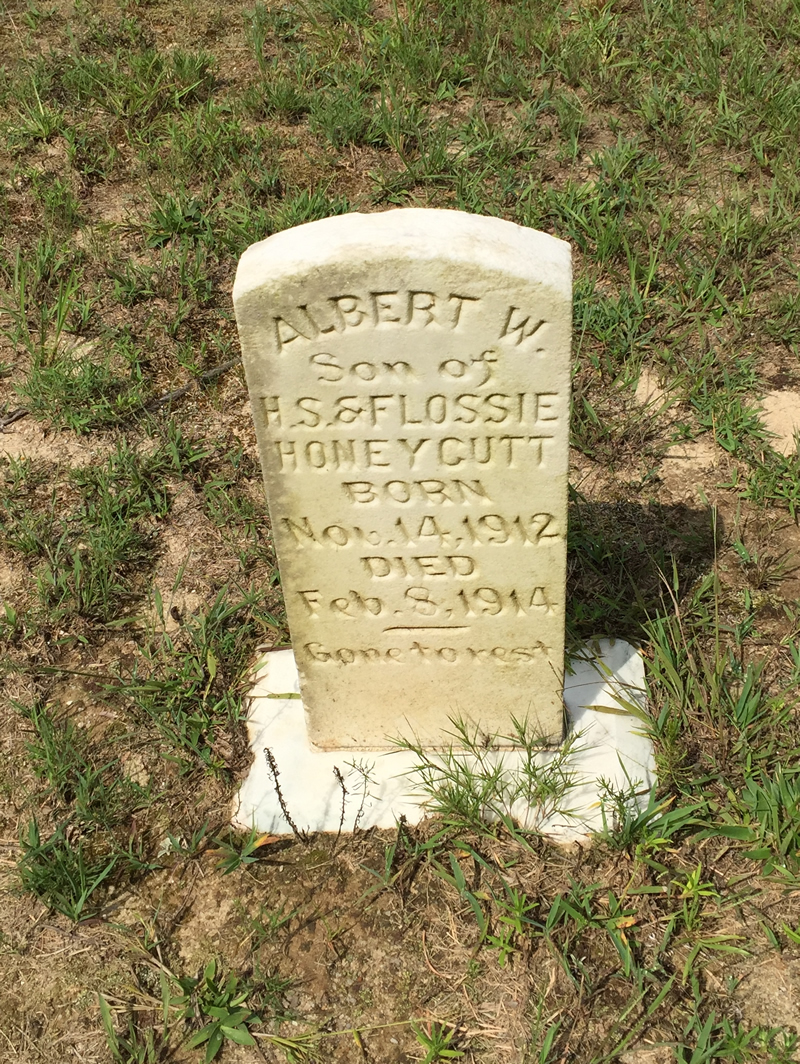 ALBERT W.
Son of
H.S.&FLOSSIE
HONEYCUTT
BORN
Nov. 14, 1912
DIED
Feb. 8, 1914
Gone to rest